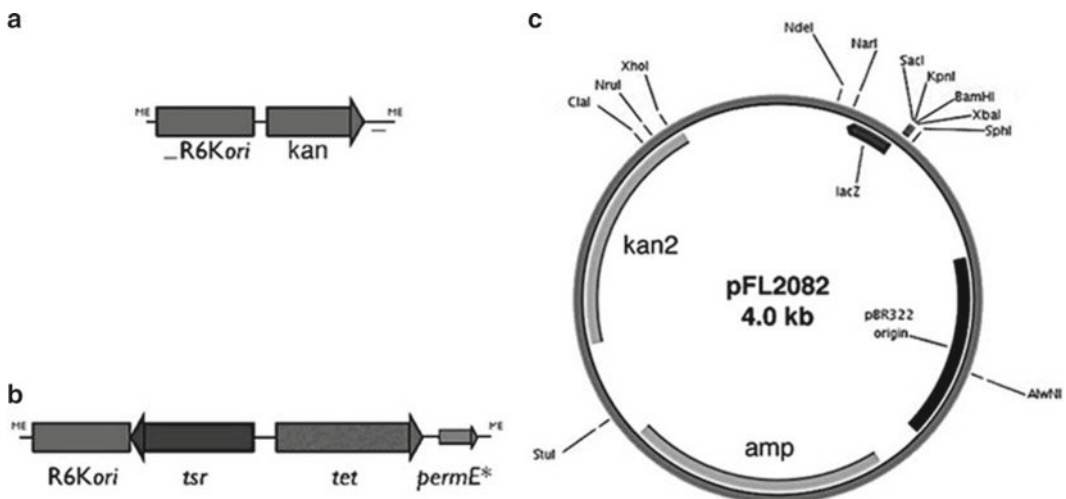 a
ME
ME
_R6Kori
kan
b
ME
ME
R6Kori
tsr
tet
permE*
c
NdeI
NarI
SacI
KpnI
BamHI
XbaI
SphI
XhoI
NruI
ClaI
lacZ
kan2
pFL2082
4.0 kb
pBR322
origin
AlwNI
amp
StuI